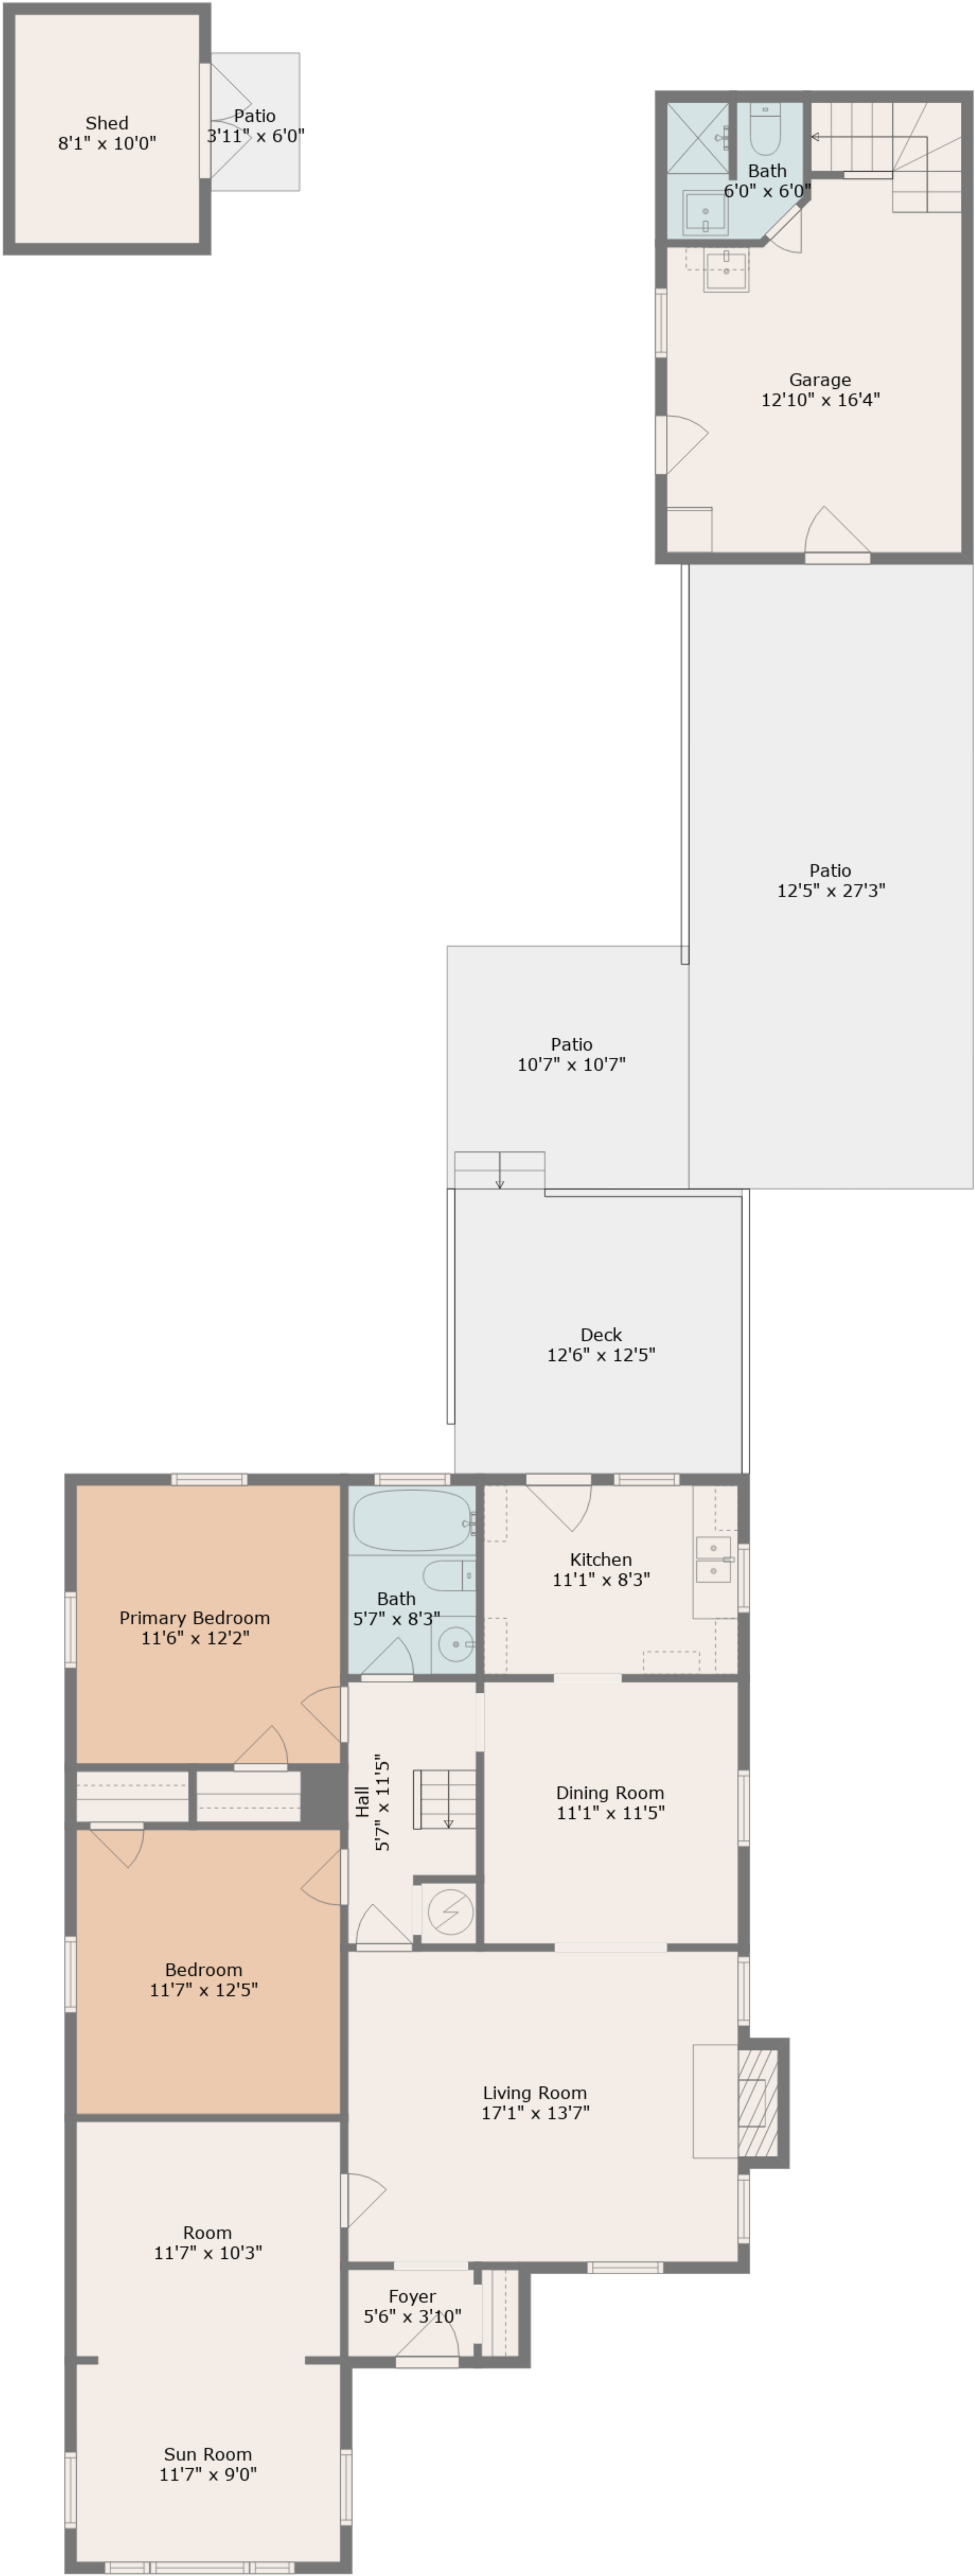 Shed
8'1" x 10'0"
Patio
3'11" x 6'0"
Bath
6'0" x 6'0"
Garage
12'10" x 16'4"
Patio
12'5" x 27'3"
Patio
10'7" x 10'7"
Deck
12'6" x 12'5"
Kitchen
11'1" x 8'3"
Bath
5'7" x 8'3"
Primary Bedroom
11'6" x 12'2"
Hall
5'7" x 11'5"
Dining Room
11'1" x 11'5"
Bedroom
11'7" x 12'5"
Living Room
17'1" x 13'7"
Room
11'7" x 10'3"
Foyer
5'6" x 3'10"
Sun Room
11'7" x 9'0"